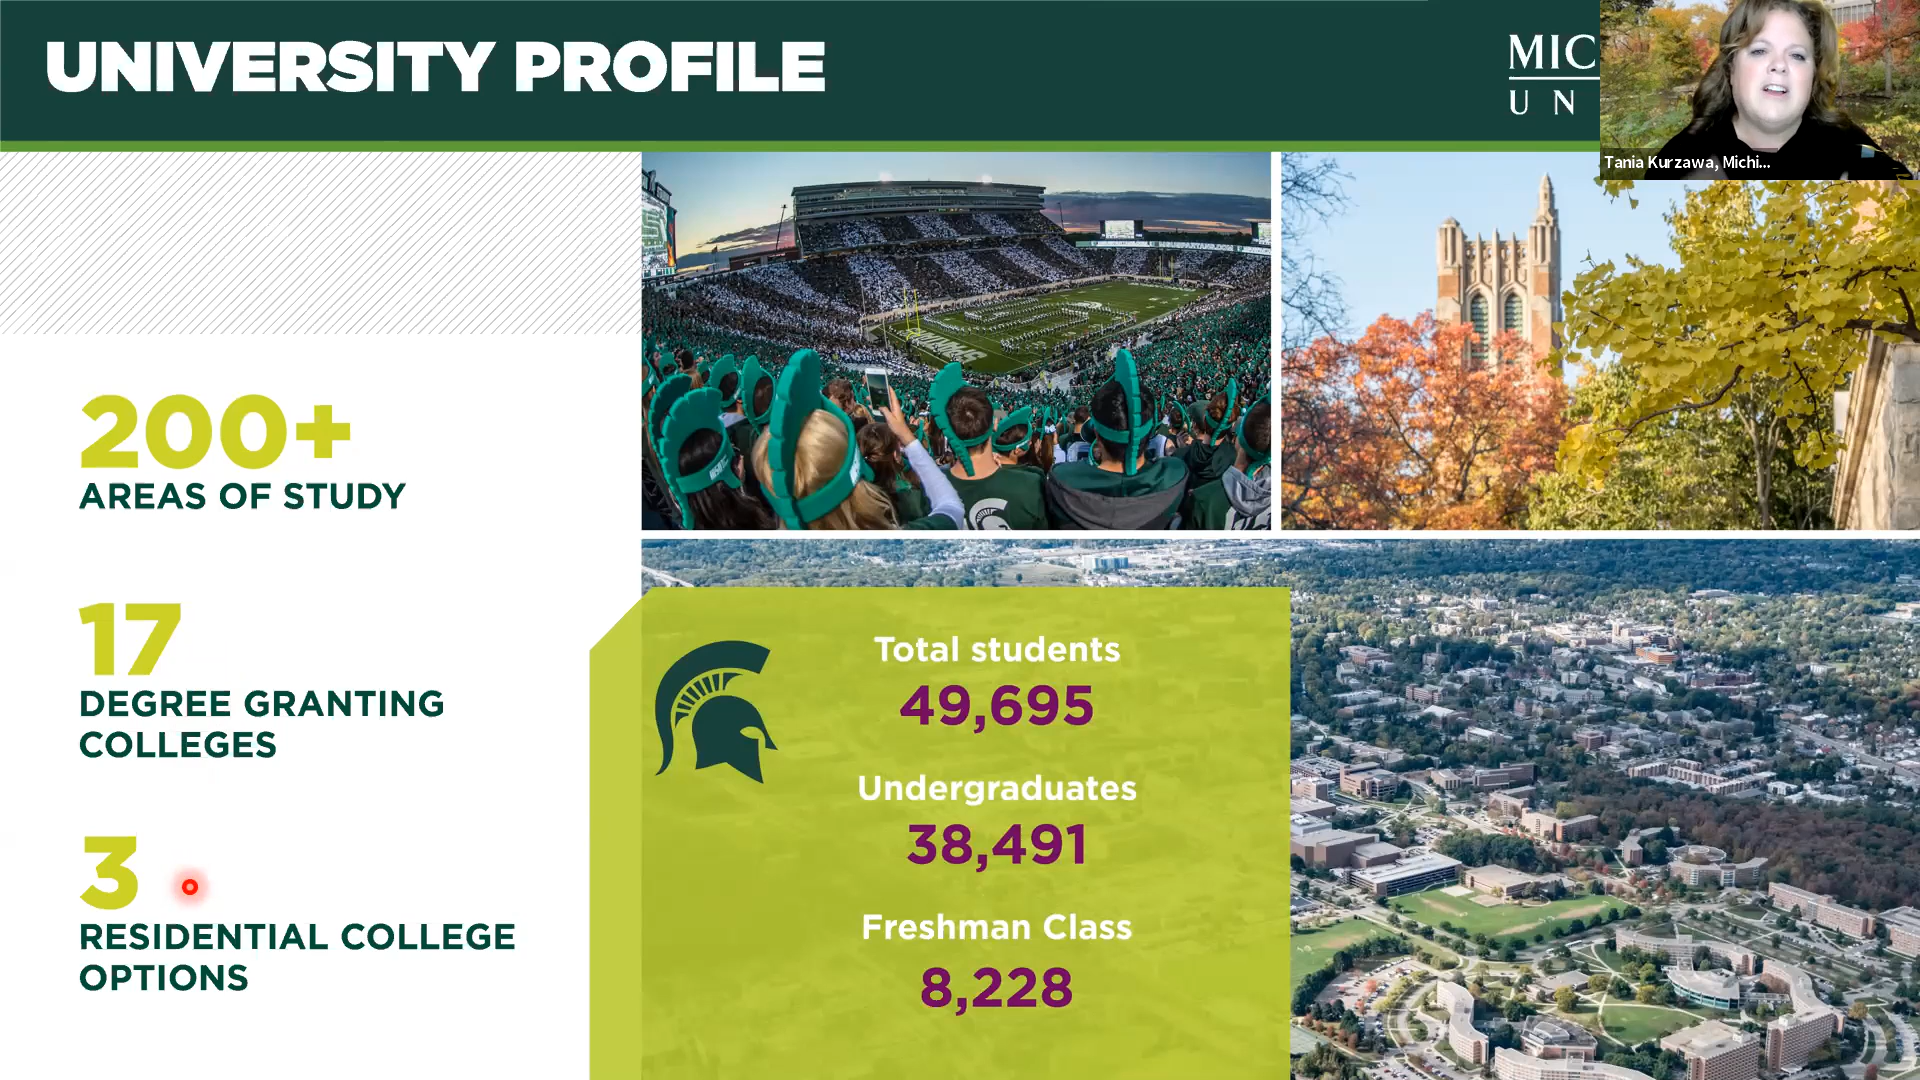 UNIVERSITY PROFILE
MIC
UN
Tania Kurzawa, Michi...
200+
AREAS OF STUDY
17
DEGREE GRANTING
COLLEGES
3
RESIDENTIAL COLLEGE
OPTIONS
Total students
49,695
Undergraduates
38,491
Freshman Class
8,228